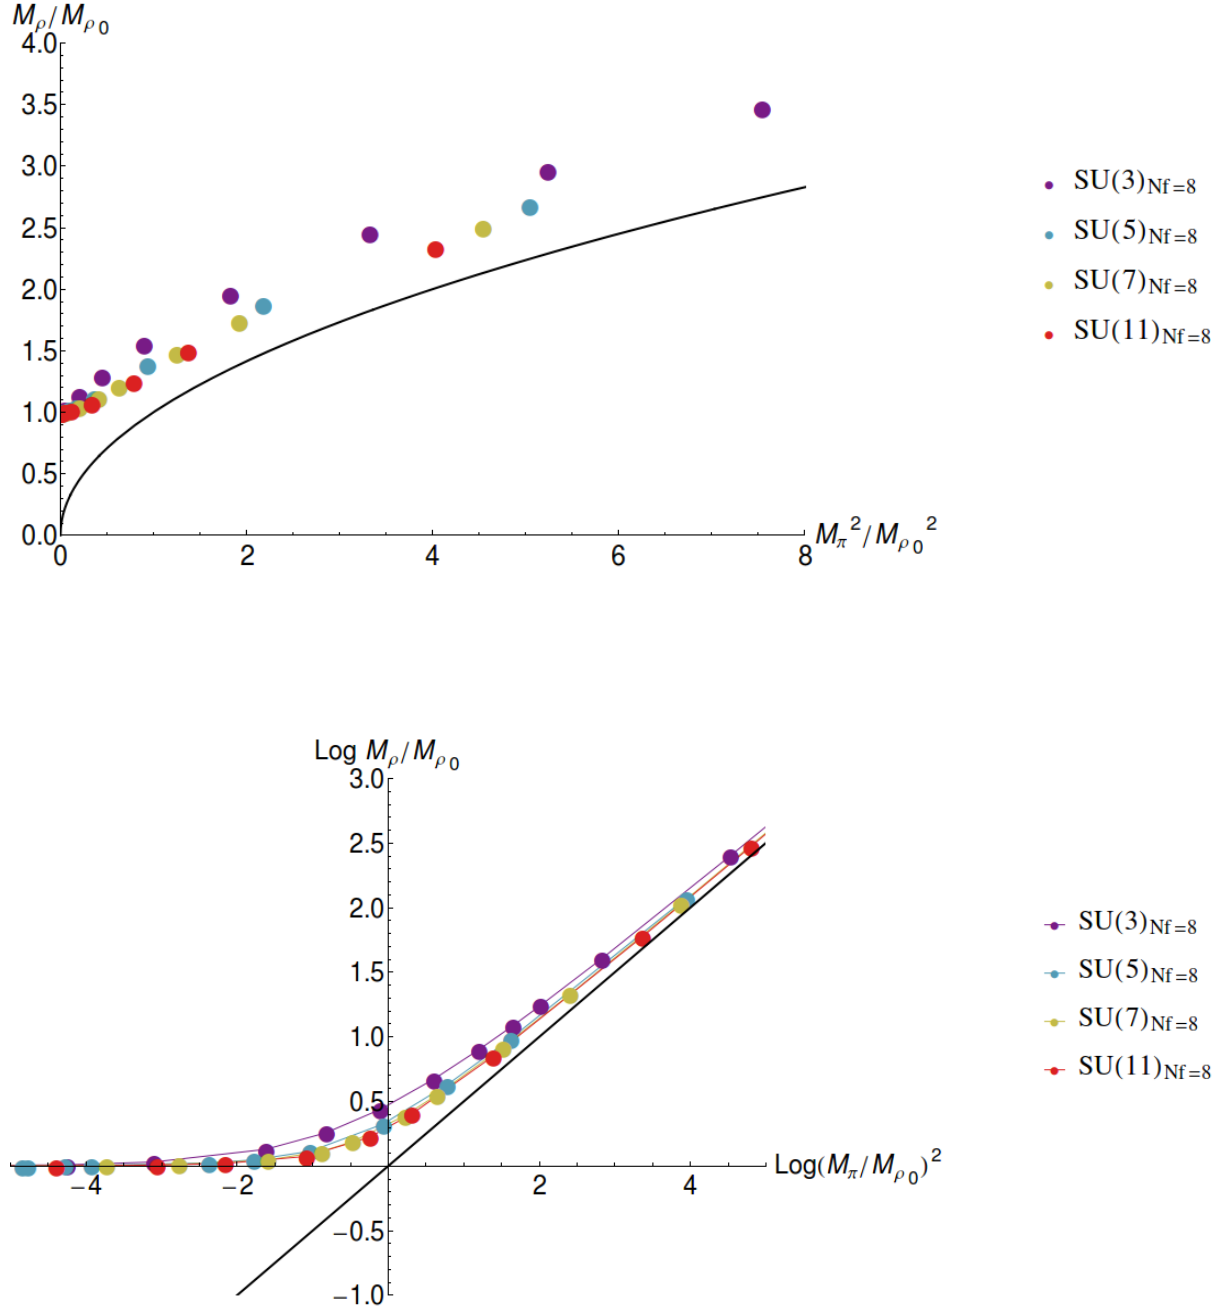 Mρ/Mρ0
4.0
3.5
3.0
2.5
2.0
1.5
1.0
0.5
0.0
0 2 4 6 8
Mπ²/Mρ0²
SU(3)Nf=8
SU(5)Nf=8
SU(7)Nf=8
SU(11)Nf=8
Log Mρ/Mρ0
3.0
2.5
2.0
1.5
1.0
0.5
−4 −2 2 4
Log(Mπ/Mρ0)²
−0.5
−1.0
SU(3)Nf=8
SU(5)Nf=8
SU(7)Nf=8
SU(11)Nf=8